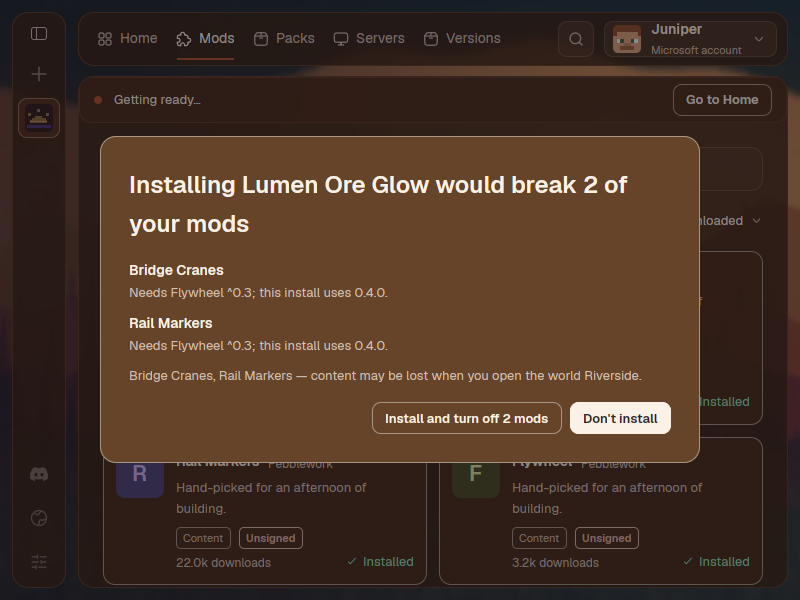 Home
Mods
Packs
Servers
Versions
Juniper
Microsoft account
Getting ready...
Go to Home
Installing Lumen Ore Glow would break 2 of
your mods
Bridge Cranes
Needs Flywheel ^0.3; this install uses 0.4.0.
Rail Markers
Needs Flywheel ^0.3; this install uses 0.4.0.
Bridge Cranes, Rail Markers — content may be lost when you open the world Riverside.
Install and turn off 2 mods
Don't install
Installed
R
Rail Markers Pebblework
Hand-picked for an afternoon of
building.
Content
Unsigned
22.0k downloads
Installed
F
Flywheel Pebblework
Hand-picked for an afternoon of
building.
Content
Unsigned
3.2k downloads
Installed